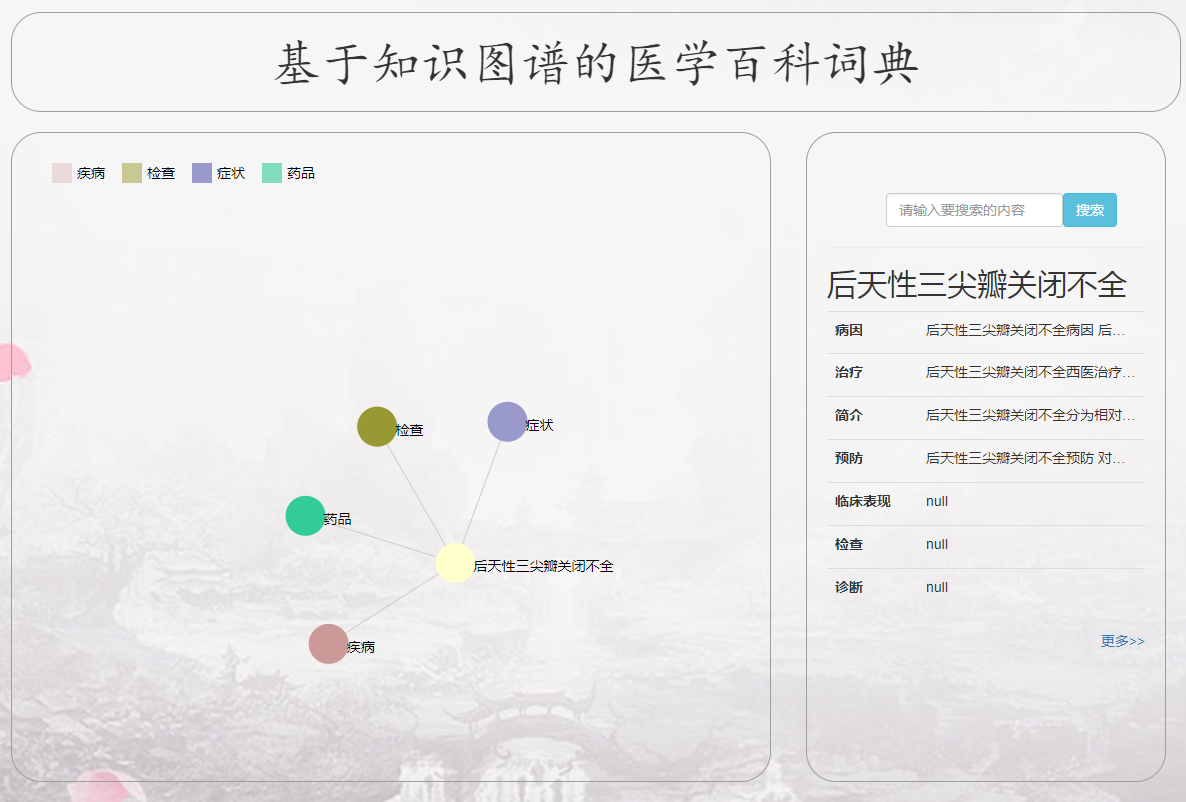 基于知识图谱的医学百科词典
疾病 检查 症状 药品
检查
症状
药品
后天性三尖瓣关闭不全
疾病
请输入要搜索的内容 搜索
后天性三尖瓣关闭不全
病因 后天性三尖瓣关闭不全病因 后...
治疗 后天性三尖瓣关闭不全西医治疗...
简介 后天性三尖瓣关闭不全分为相对...
预防 后天性三尖瓣关闭不全预防 对...
临床表现 null
检查 null
诊断 null
更多>>